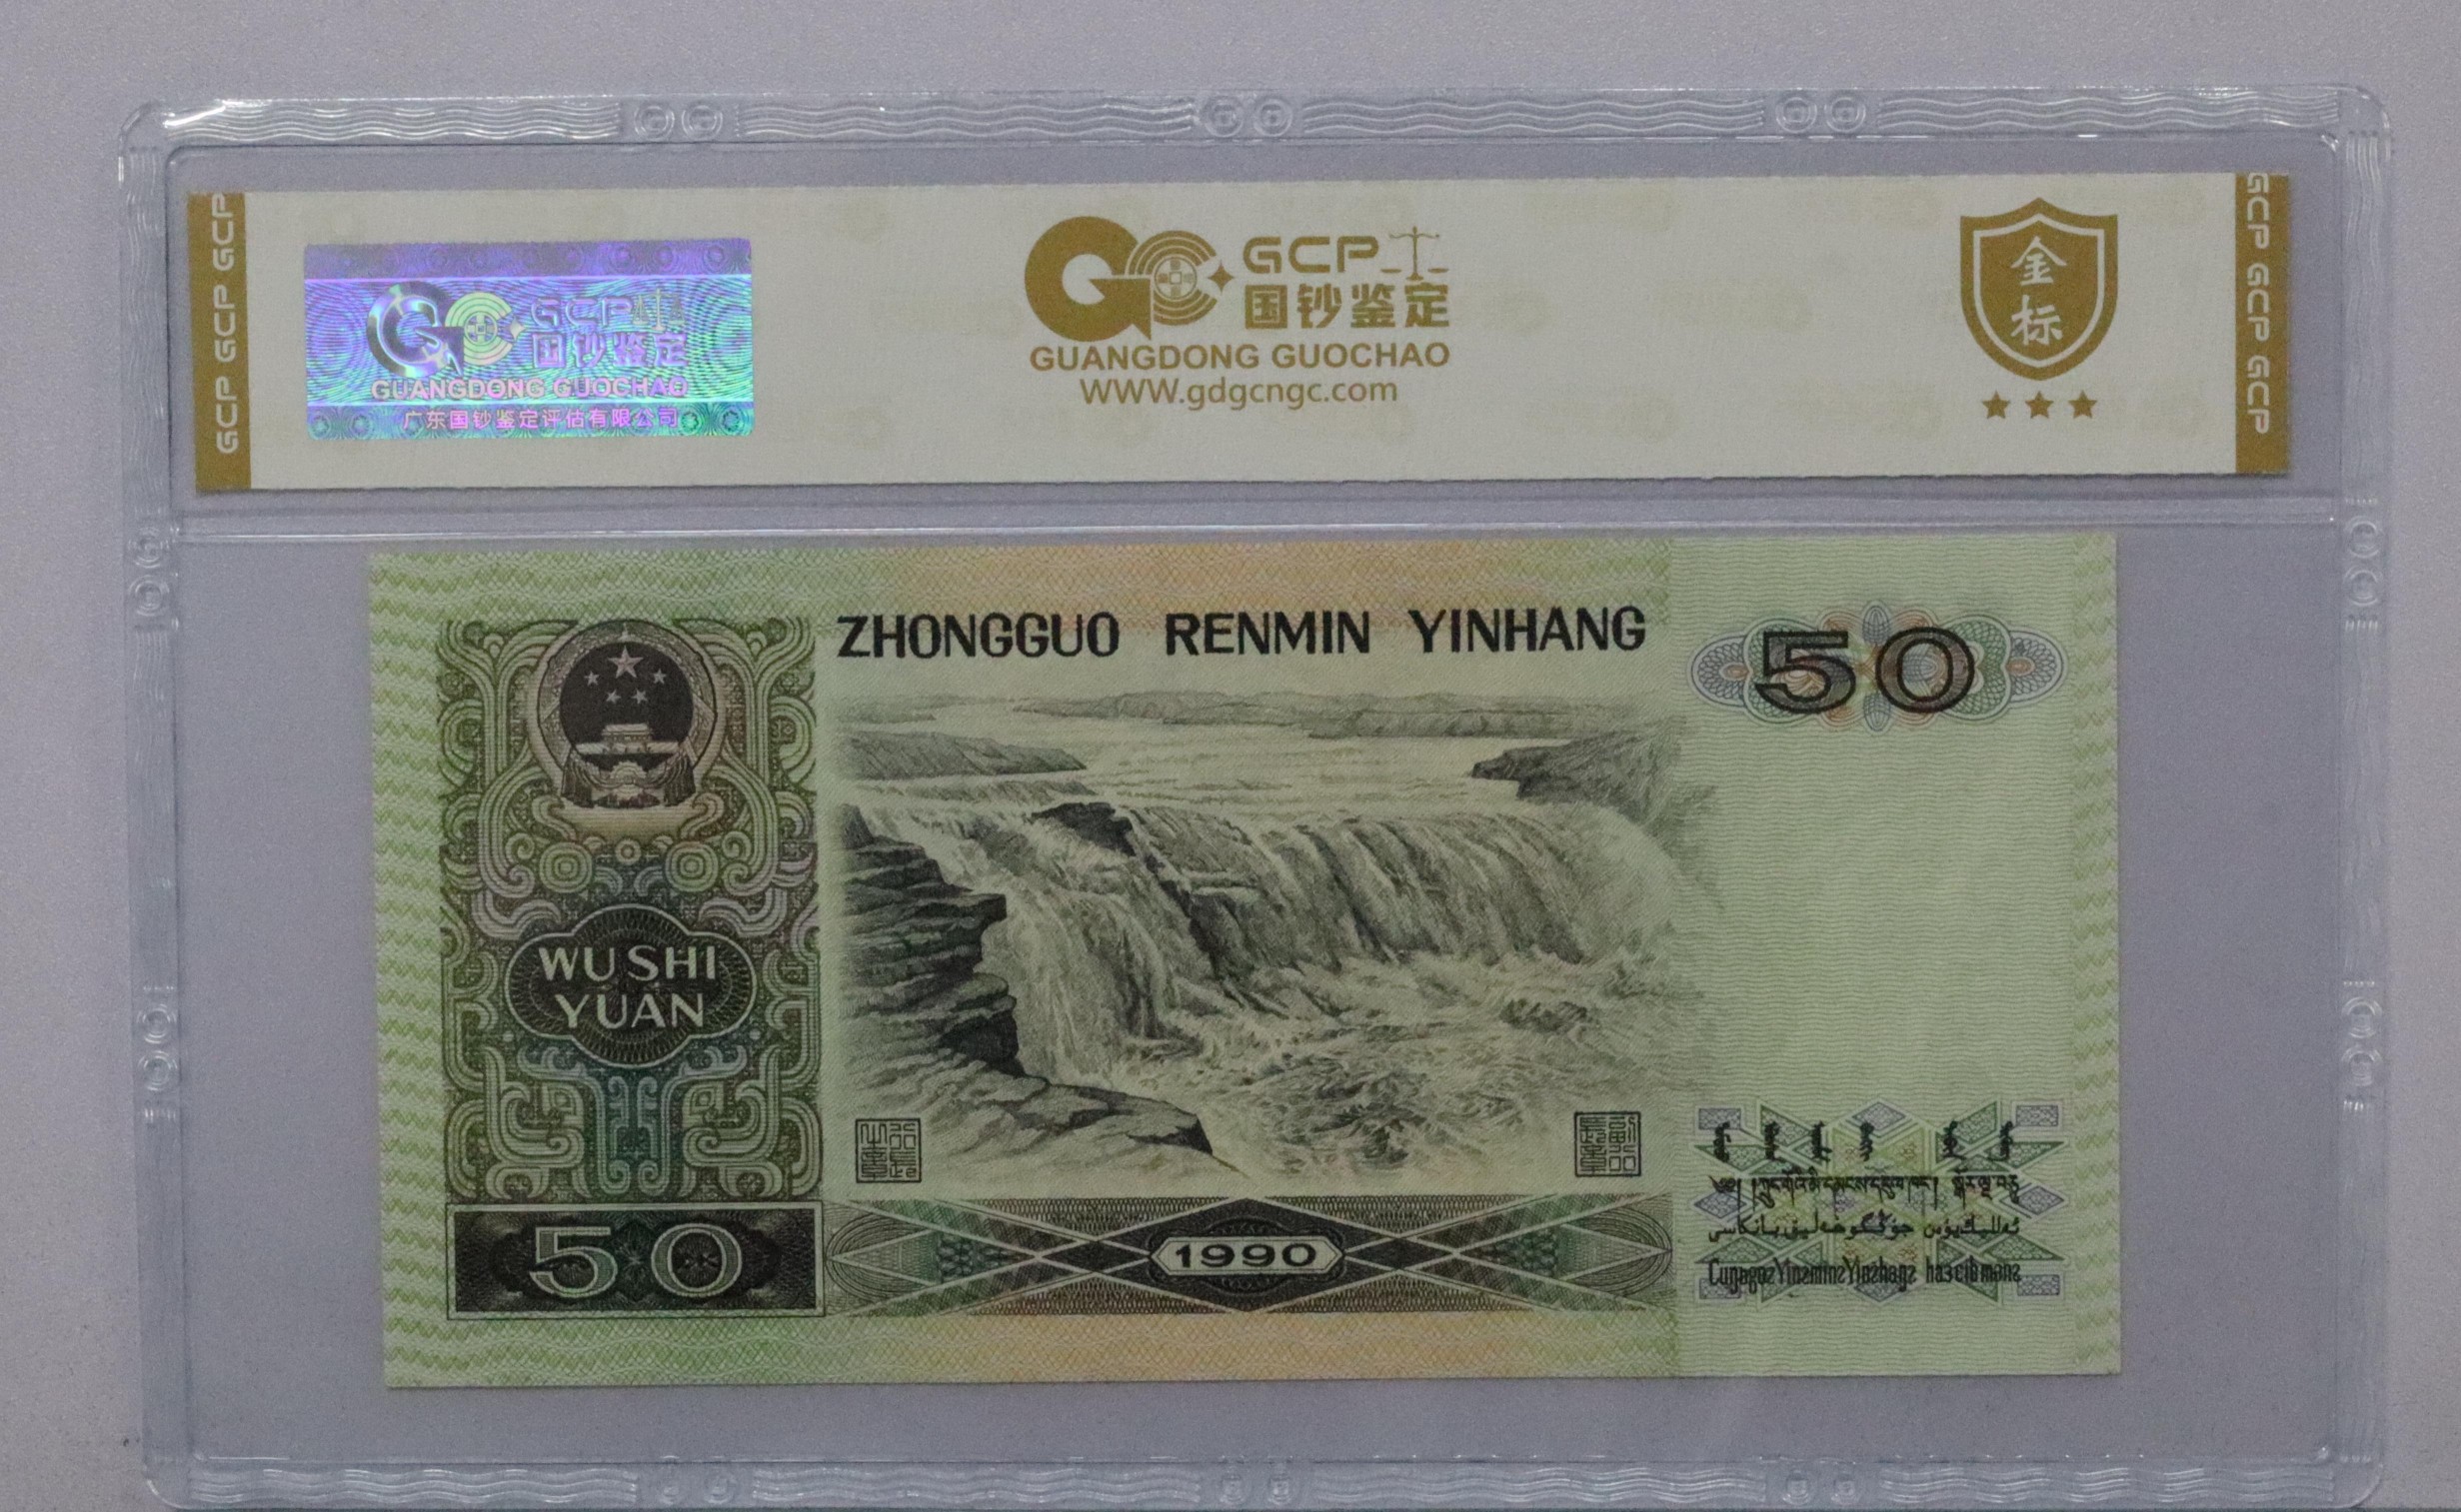 GCP GCP GCP
GCP
国钞鉴定
GUANGDONG GUOCHAO
广东国钞鉴定评估有限公司
GCP
国钞鉴定
GUANGDONG GUOCHAO
WWW.gdgcngc.com
金
标
GCP GCP GCP
ZHONGGUO RENMIN YINHANG
50
WU SHI
YUAN
50
1990